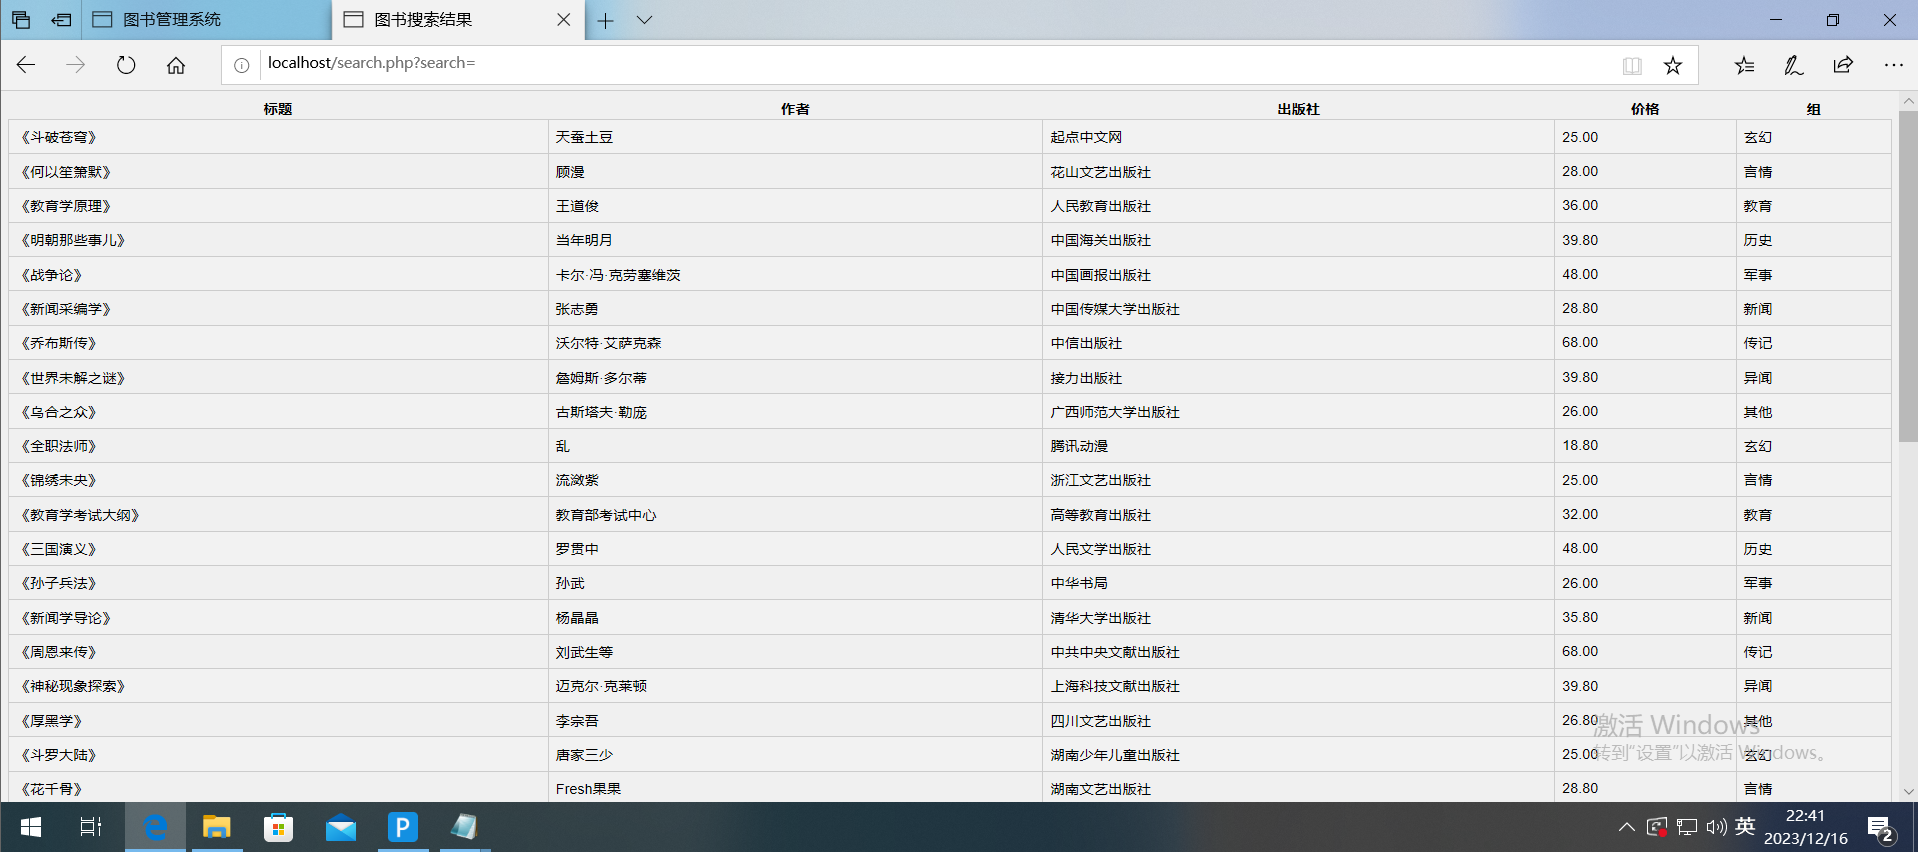 图书管理系统 图书搜索结果
localhost/search.php?search=
标题 作者 出版社 价格 组
《斗破苍穹》 天蚕土豆 起点中文网 25.00 玄幻
《何以笙箫默》 顾漫 花山文艺出版社 28.00 言情
《教育学原理》 王道俊 人民教育出版社 36.00 教育
《明朝那些事儿》 当年明月 中国海关出版社 39.80 历史
《战争论》 卡尔·冯·克劳塞维茨 中国画报出版社 48.00 军事
《新闻采编学》 张志勇 中国传媒大学出版社 28.80 新闻
《乔布斯传》 沃尔特·艾萨克森 中信出版社 68.00 传记
《世界未解之谜》 詹姆斯·多尔蒂 接力出版社 39.80 异闻
《乌合之众》 古斯塔夫·勒庞 广西师范大学出版社 26.00 其他
《全职法师》 乱 腾讯动漫 18.80 玄幻
《锦绣未央》 流潋紫 浙江文艺出版社 25.00 言情
《教育学考试大纲》 教育部考试中心 高等教育出版社 32.00 教育
《三国演义》 罗贯中 人民文学出版社 48.00 历史
《孙子兵法》 孙武 中华书局 26.00 军事
《新闻学导论》 杨晶晶 清华大学出版社 35.80 新闻
《周恩来传》 刘武生等 中共中央文献出版社 68.00 传记
《神秘现象探索》 迈克尔·克莱顿 上海科技文献出版社 39.80 异闻
《厚黑学》 李宗吾 四川文艺出版社 26.80 其他
《斗罗大陆》 唐家三少 湖南少年儿童出版社 25.00 玄幻
《花千骨》 Fresh果果 湖南文艺出版社 28.80 言情
激活 Windows
转到“设置”以激活 Windows。
英
22:41
2023/12/16
2